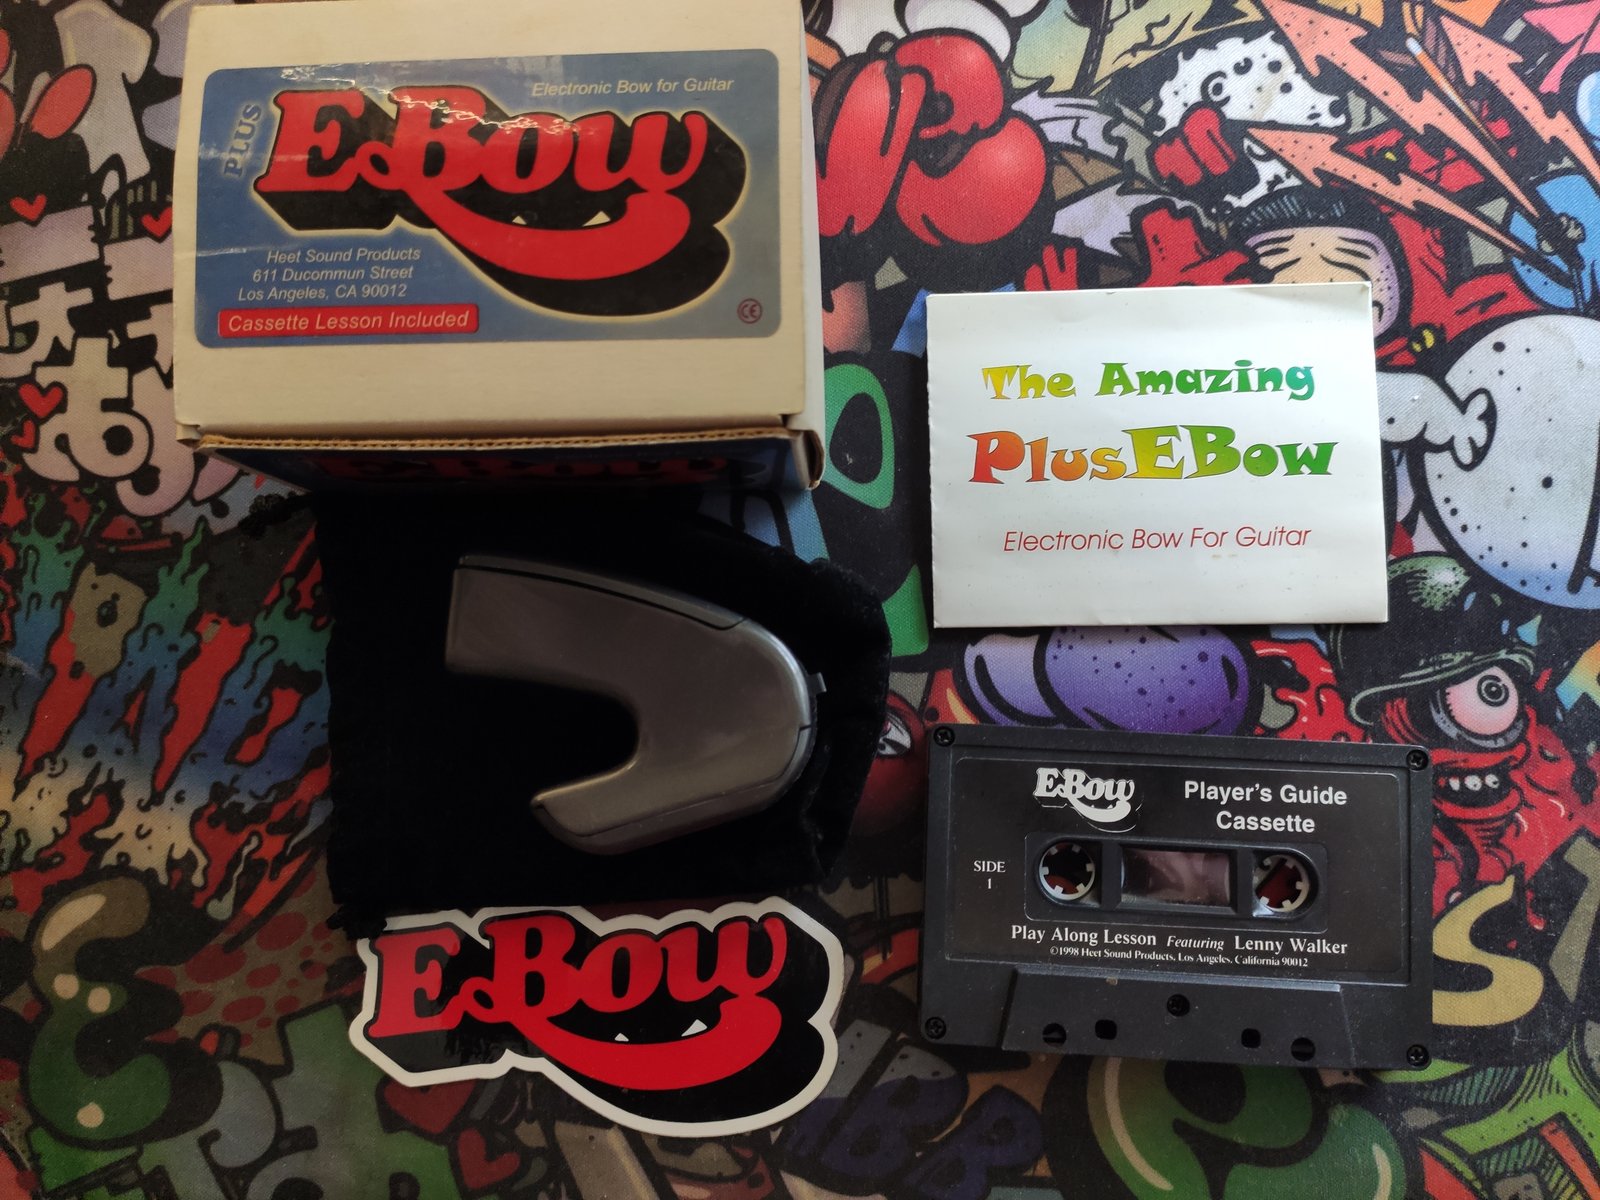 Electronic Bow for Guitar
PLUS
EBow
Heet Sound Products
611 Ducommun Street
Los Angeles, CA 90012
Cassette Lesson Included
CE
The Amazing
PlusEBow
Electronic Bow For Guitar
EBow
Player's Guide
Cassette
SIDE
1
Play Along Lesson Featuring Lenny Walker
©1998 Heet Sound Products, Los Angeles, California 90012
EBow